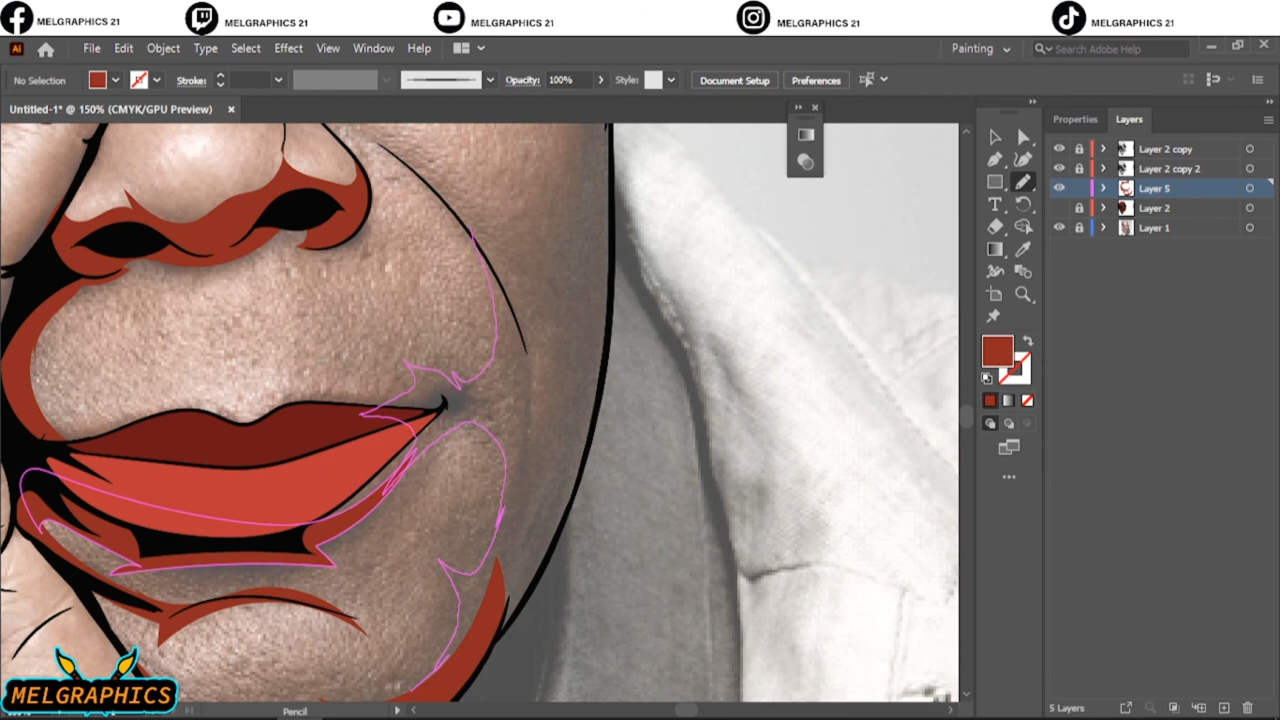 MELGRAPHICS 21 MELGRAPHICS 21 MELGRAPHICS 21 MELGRAPHICS 21 MELGRAPHICS 21
Ai File Edit Object Type Select Effect View Window Help Painting Search Adobe Help
No Selection Stroke: Opacity: 100% Style: Document Setup Preferences
Untitled-1* @ 150% (CMYK/GPU Preview) Properties Layers
Layer 2 copy
Layer 2 copy 2
Layer 5
Layer 2
Layer 1
MELGRAPHICS
Pencil 5 Layers